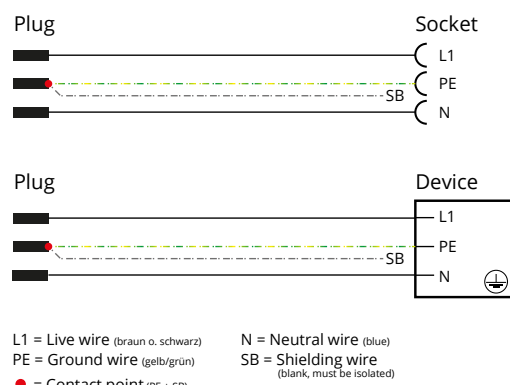 Plug Socket
L1
PE
SB
N
Plug Device
L1
PE
SB
N
L1 = Live wire (braun o. schwarz) N = Neutral wire (blue)
PE = Ground wire (gelb/grün) SB = Shielding wire
(blank, must be isolated)
= Contact point (PE + SB)